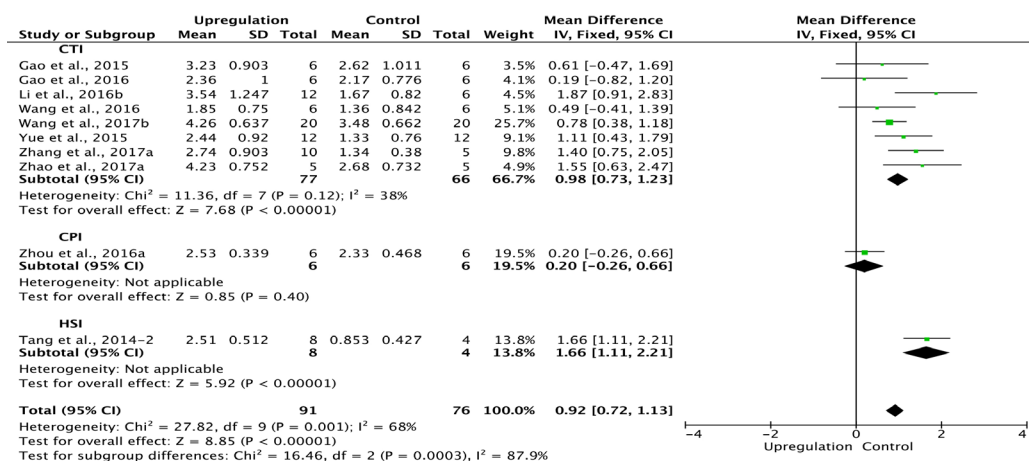 Upregulation Control Mean Difference Mean Difference
Study or Subgroup Mean SD Total Mean SD Total Weight IV, Fixed, 95% CI IV, Fixed, 95% CI
CTI
Gao et al., 2015 3.23 0.903 6 2.62 1.011 6 3.5% 0.61 [-0.47, 1.69]
Gao et al., 2016 2.36 1 6 2.17 0.776 6 4.1% 0.19 [-0.82, 1.20]
Li et al., 2016b 3.54 1.247 12 1.67 0.82 6 4.5% 1.87 [0.91, 2.83]
Wang et al., 2016 1.85 0.75 6 1.36 0.842 6 5.1% 0.49 [-0.41, 1.39]
Wang et al., 2017b 4.26 0.637 20 3.48 0.662 20 25.7% 0.78 [0.38, 1.18]
Yue et al., 2015 2.44 0.92 12 1.33 0.76 12 9.1% 1.11 [0.43, 1.79]
Zhang et al., 2017a 2.74 0.903 10 1.34 0.38 5 9.8% 1.40 [0.75, 2.05]
Zhao et al., 2017a 4.23 0.752 5 2.68 0.732 5 4.9% 1.55 [0.63, 2.47]
Subtotal (95% CI) 77 66 66.7% 0.98 [0.73, 1.23]
Heterogeneity: Chi² = 11.36, df = 7 (P = 0.12); I² = 38%
Test for overall effect: Z = 7.68 (P < 0.00001)
CPI
Zhou et al., 2016a 2.53 0.339 6 2.33 0.468 6 19.5% 0.20 [-0.26, 0.66]
Subtotal (95% CI) 6 6 19.5% 0.20 [-0.26, 0.66]
Heterogeneity: Not applicable
Test for overall effect: Z = 0.85 (P = 0.40)
HSI
Tang et al., 2014-2 2.51 0.512 8 0.853 0.427 4 13.8% 1.66 [1.11, 2.21]
Subtotal (95% CI) 8 4 13.8% 1.66 [1.11, 2.21]
Heterogeneity: Not applicable
Test for overall effect: Z = 5.92 (P < 0.00001)
Total (95% CI) 91 76 100.0% 0.92 [0.72, 1.13]
Heterogeneity: Chi² = 27.82, df = 9 (P = 0.001); I² = 68%
Test for overall effect: Z = 8.85 (P < 0.00001)
Test for subgroup differences: Chi² = 16.46, df = 2 (P = 0.0003), I² = 87.9%
-4 -2 0 2 4
Upregulation Control